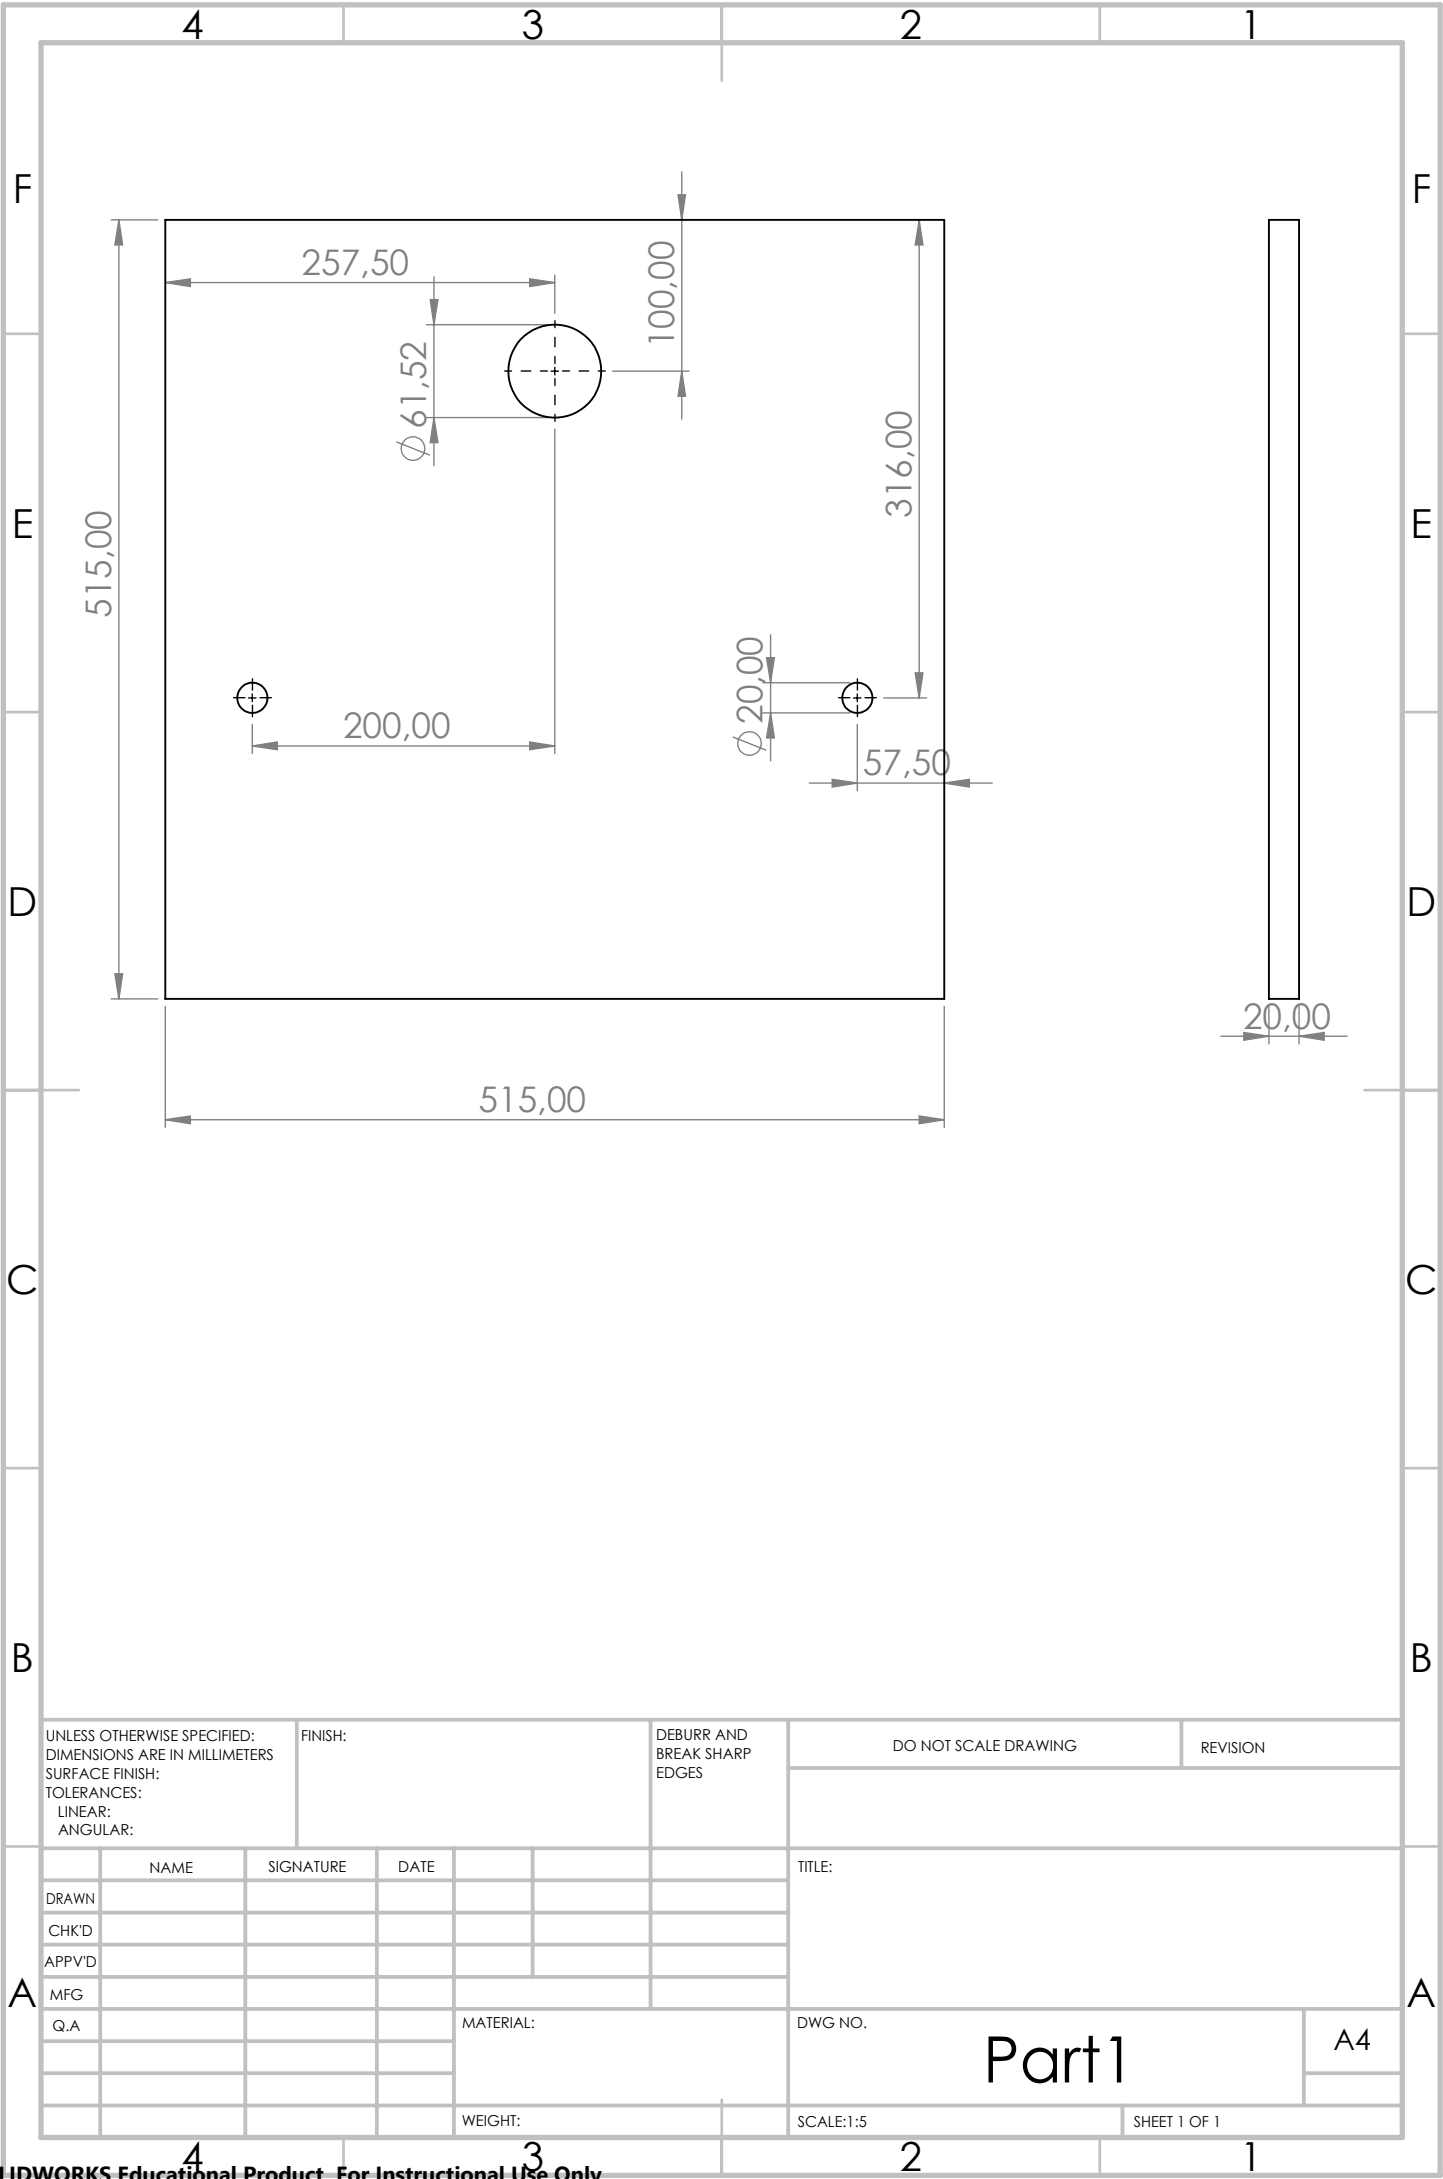 4 3 2 1
F F
257,50
100,00
Ø 61,52
316,00
515,00
E E
Ø 20,00
200,00
57,50
D D
20,00
515,00
C C
B B
UNLESS OTHERWISE SPECIFIED:
DIMENSIONS ARE IN MILLIMETERS
SURFACE FINISH:
TOLERANCES:
LINEAR:
ANGULAR:
FINISH:
DEBURR AND
BREAK SHARP
EDGES
DO NOT SCALE DRAWING
REVISION
NAME SIGNATURE DATE
TITLE:
DRAWN
CHK'D
APPV'D
A A
MFG
Q.A
MATERIAL:
DWG NO.
Part1
A4
WEIGHT:
SCALE:1:5
SHEET 1 OF 1
4 3 2 1
Educational Product. For Instructional Use Only.